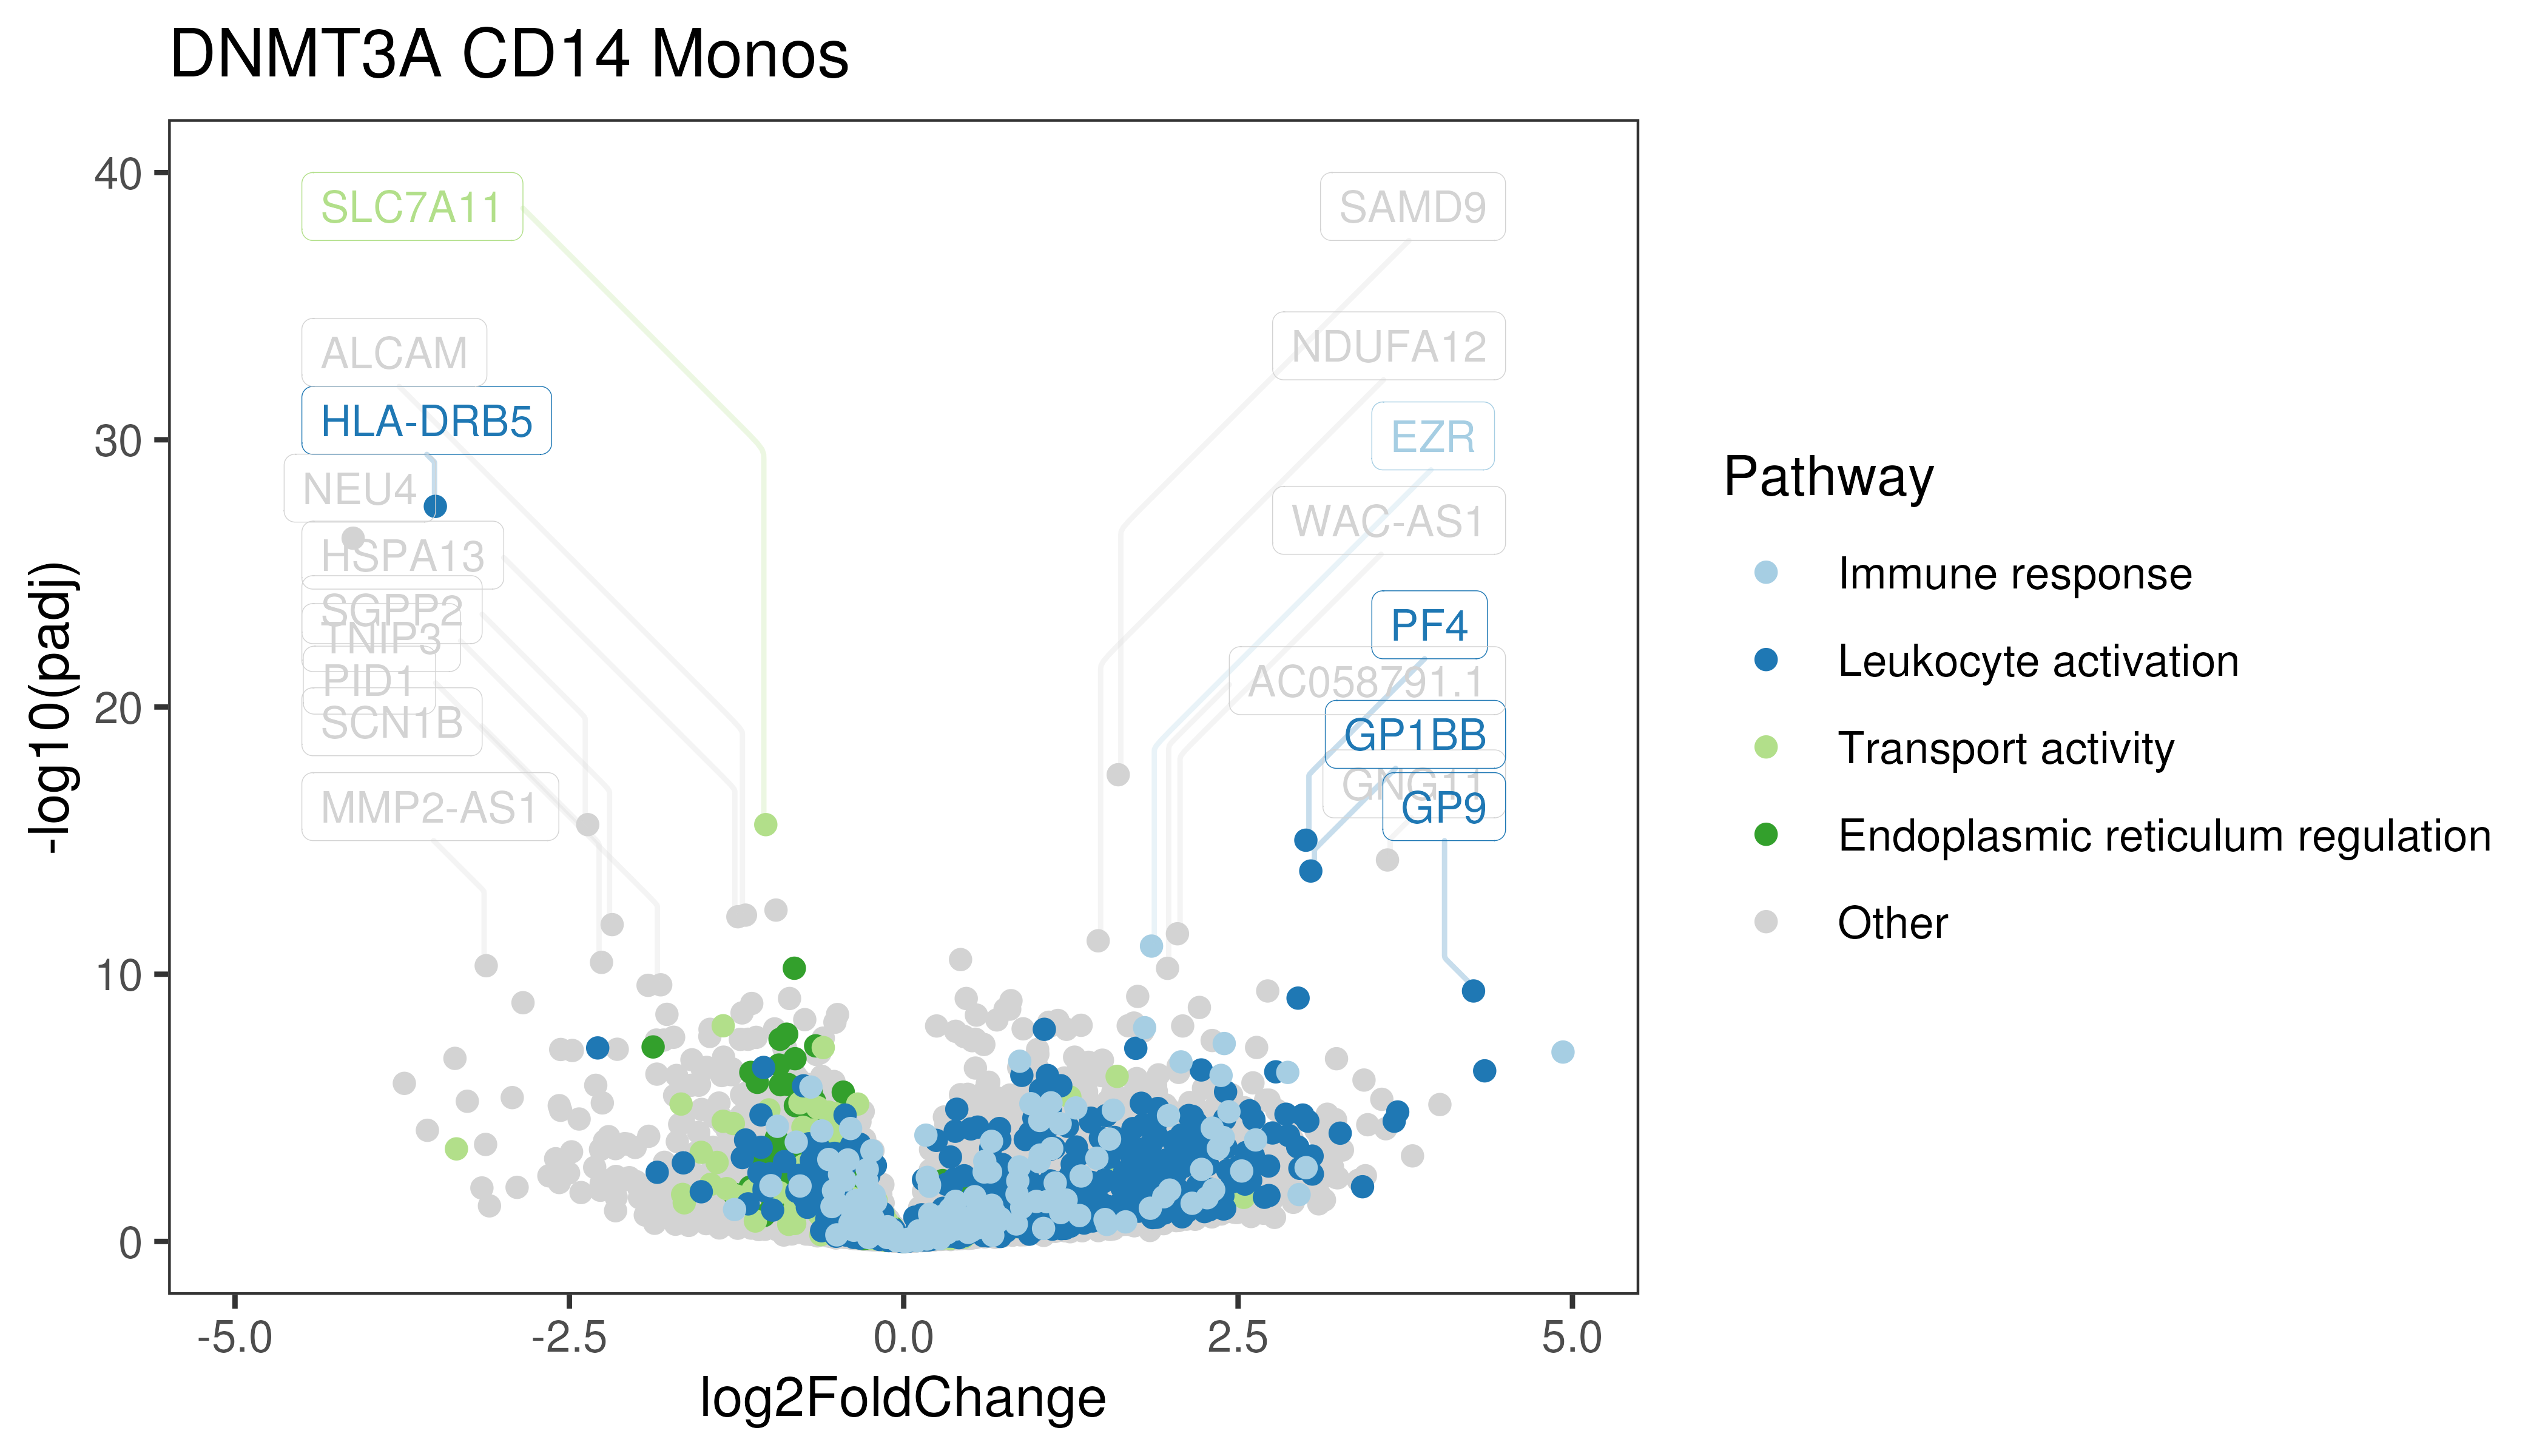 DNMT3A CD14 Monos
-log10(padj)
40
30
20
10
0
SLC7A11
ALCAM
HLA-DRB5
NEU4
HSPA13
SGPP2
TNIP3
PID1
SCN1B
MMP2-AS1
SAMD9
NDUFA12
EZR
WAC-AS1
PF4
AC058791.1
GP1BB
GNG11
GP9
-5.0
-2.5
0.0
2.5
5.0
log2FoldChange
Pathway
Immune response
Leukocyte activation
Transport activity
Endoplasmic reticulum regulation
Other